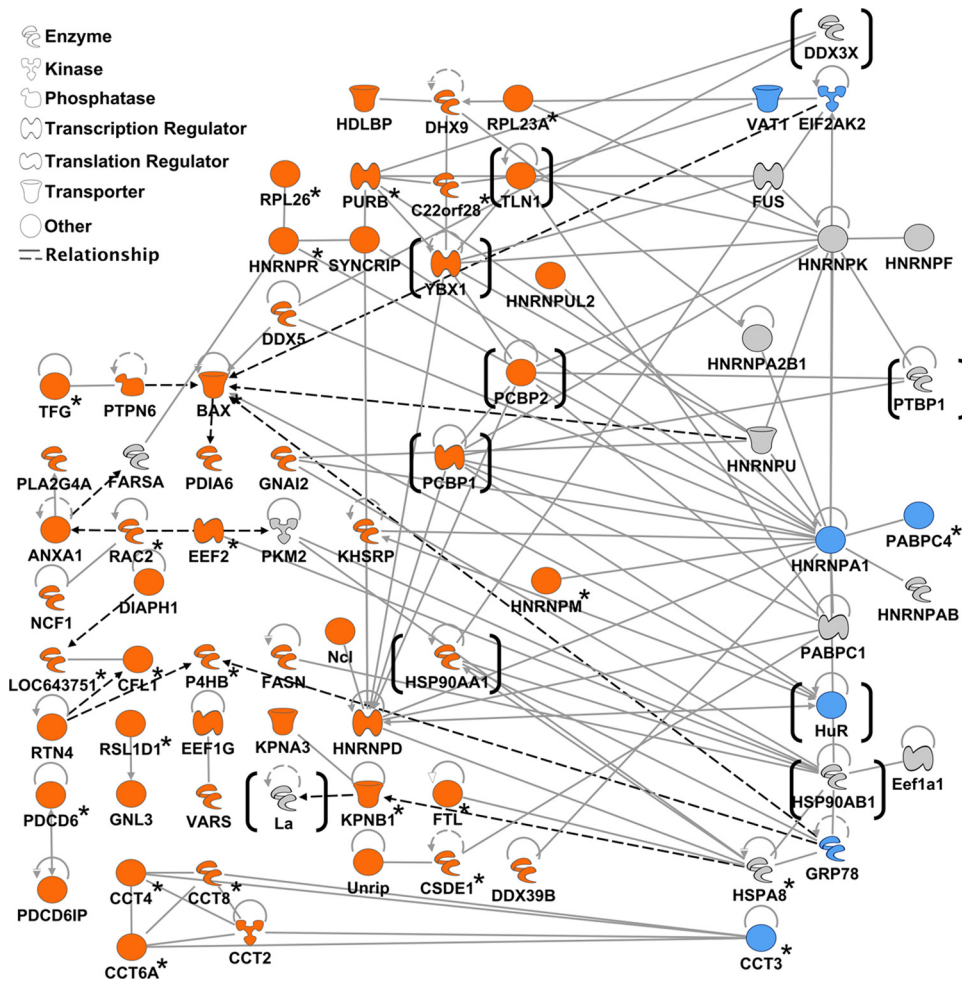 Enzyme
Kinase
Phosphatase
Transcription Regulator
Translation Regulator
Transporter
Other
Relationship
DDX3X
HDLBP
DHX9
RPL23A*
VAT1
EIF2AK2
RPL26*
PURB*
C22orf28*
TLN1
FUS
HNRNPR*
SYNCRIP
YBX1
HNRNPUL2
HNRNPK
HNRNPF
DDX5
HNRNPA2B1
TFG*
PTPN6
BAX
PCBP2
PTBP1
PLA2G4A
FARSA
PDIA6
GNAI2
PCBP1
HNRNPU
ANXA1
RAC2*
EEF2*
PKM2
KHSRP
HNRNPA1
PABPC4*
NCF1
DIAPH1
HNRNPM*
HNRNPAB
LOC643751*
CFL1*
P4HB*
FASN
Ncl
HSP90AA1
PABPC1
RTN4
RSL1D1*
EEF1G
KPNA3
HNRNPD
HuR
PDCD6*
GNL3
VARS
La
KPNB1*
FTL*
HSP90AB1
Eef1a1
PDCD6IP
CCT4*
CCT8*
Unrip
CSDE1*
DDX39B
HSPA8*
GRP78
CCT6A*
CCT2
CCT3*